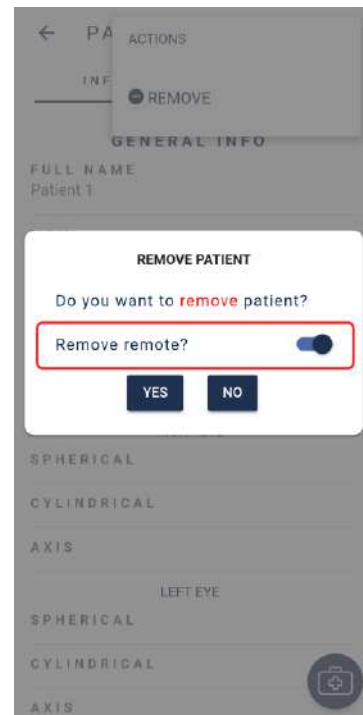 PA
ACTIONS
INF
REMOVE
GENERAL INFO
FULL NAME
Patient 1
REMOVE PATIENT
Do you want to remove patient?
Remove remote?
YES
NO
SPHERICAL
CYLINDRICAL
AXIS
LEFT EYE
SPHERICAL
CYLINDRICAL
AXIS